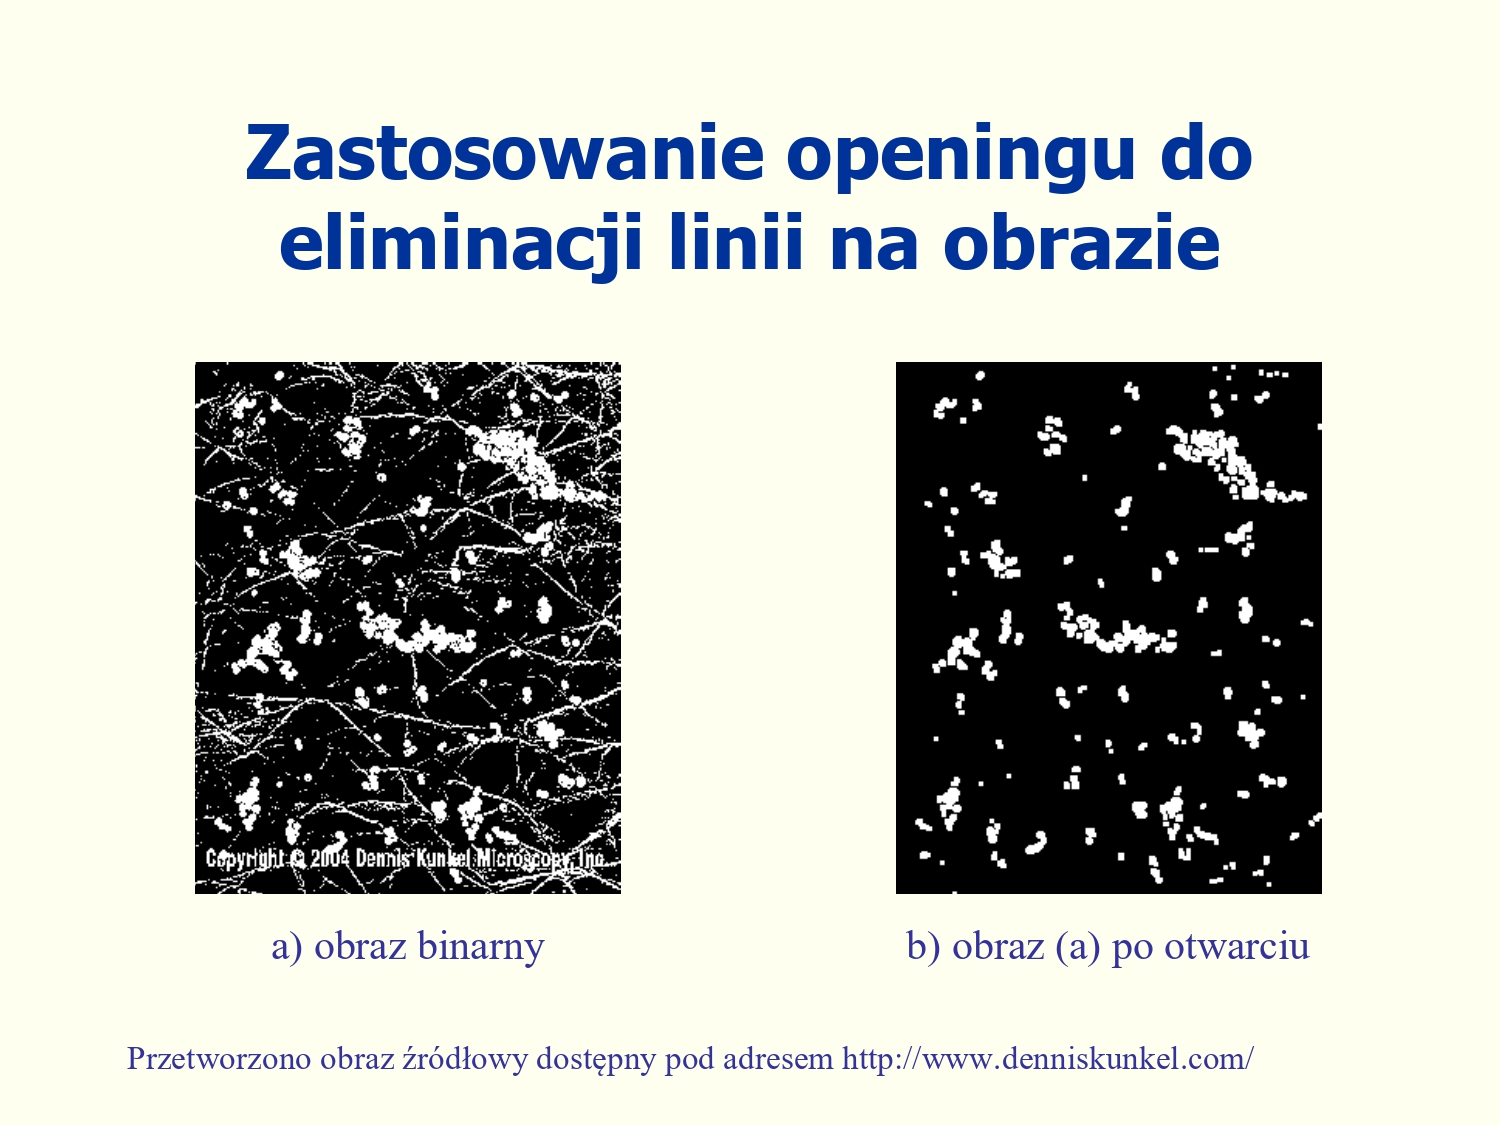 Zastosowanie openingu do
eliminacji linii na obrazie
Copyright © 2004 Dennis Kunkel Microscopy, Inc.
a) obraz binarny
b) obraz (a) po otwarciu
Przetworzono obraz źródłowy dostępny pod adresem http://www.denniskunkel.com/